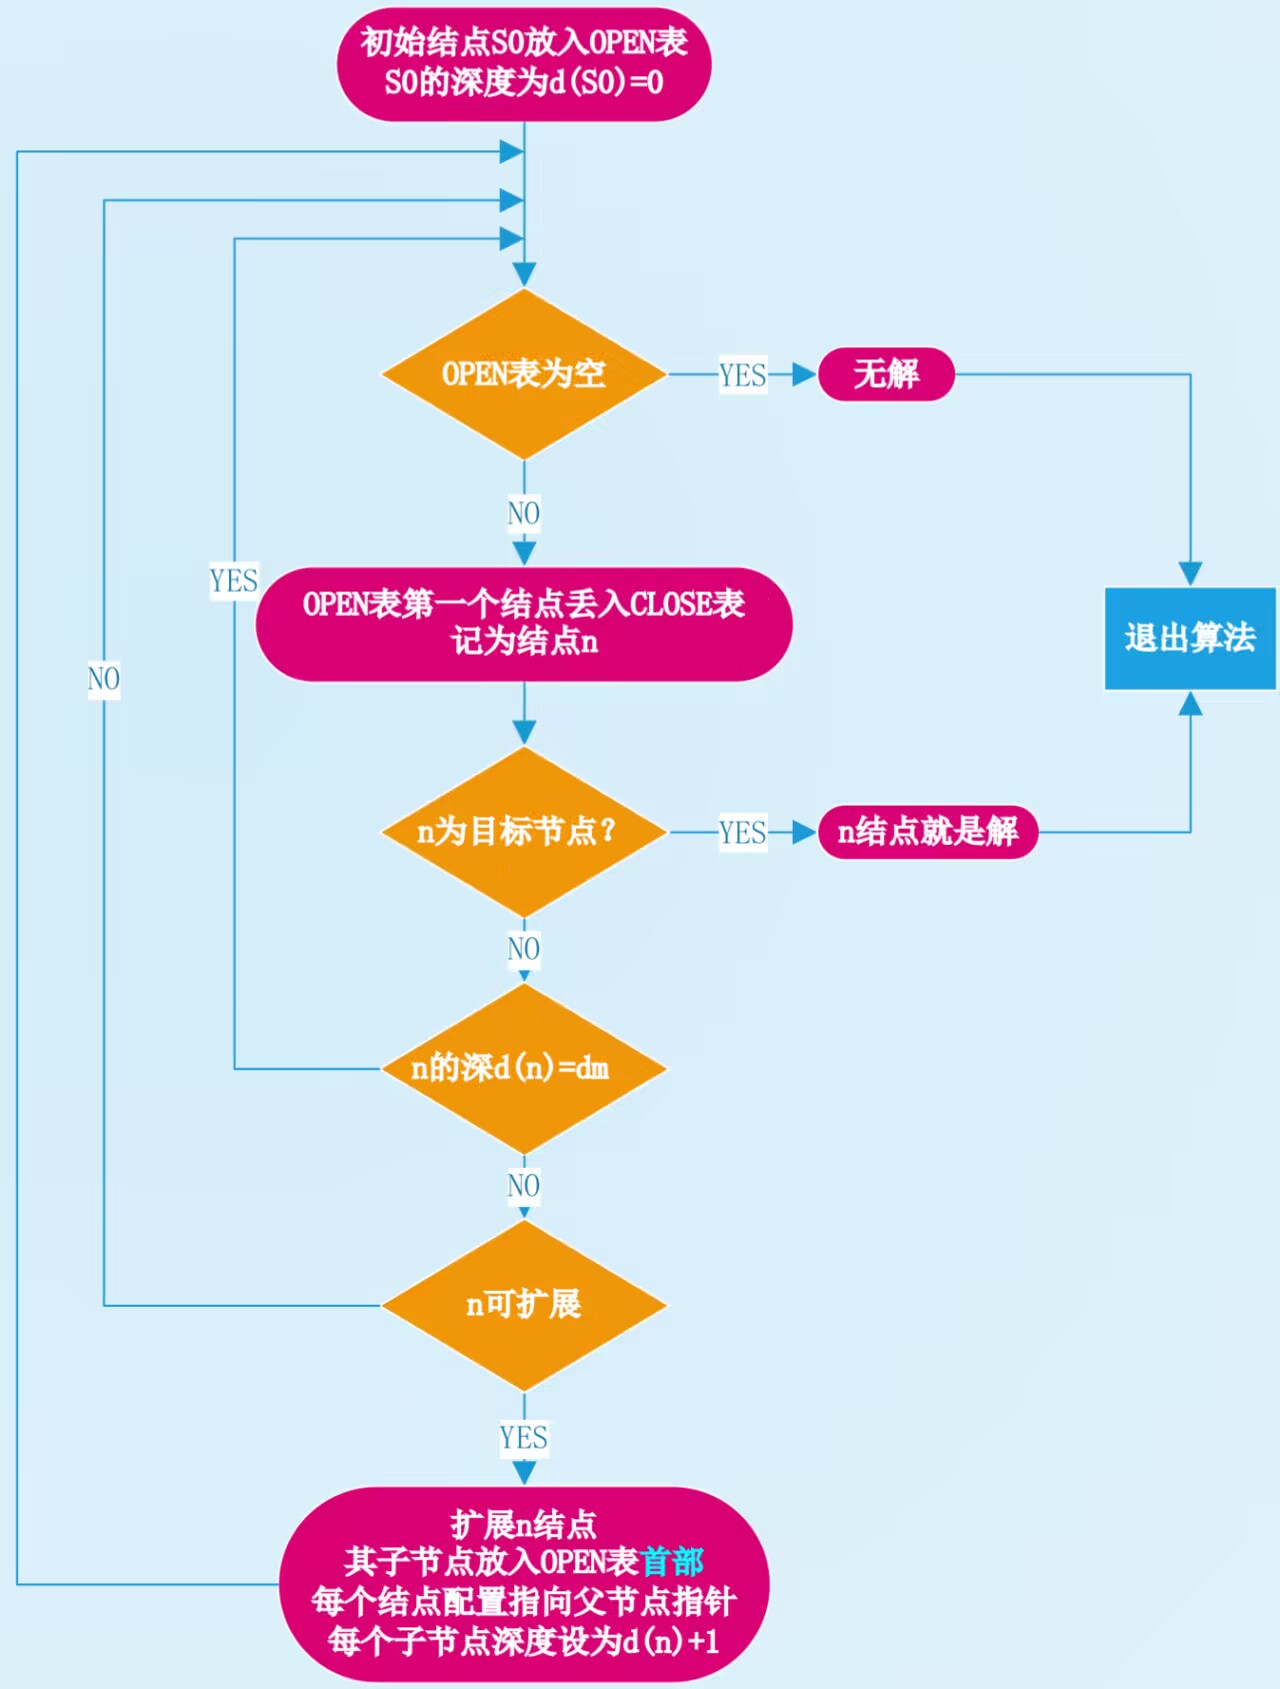 初始结点S0放入OPEN表
S0的深度为d(S0)=0
OPEN表为空
YES
无解
NO
OPEN表第一个结点丢入CLOSE表
记为结点n
YES
退出算法
NO
n为目标节点?
YES
n结点就是解
NO
n的深d(n)=dm
NO
n可扩展
YES
扩展n结点
其子节点放入OPEN表首部
每个结点配置指向父节点指针
每个子节点深度设为d(n)+1